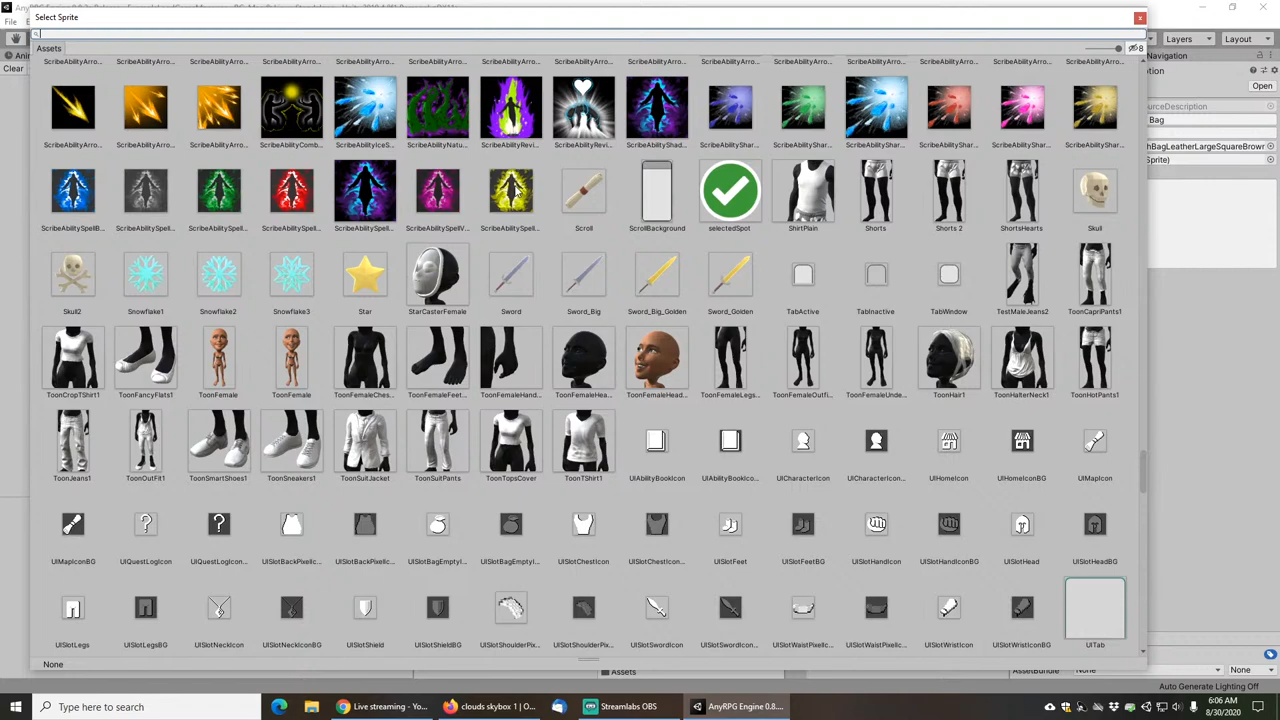 Select Sprite
Assets
8
File
Layers
Layout
Clear
Navigation
Open
Bag
ScribeAbilityArro... ScribeAbilityArro... ScribeAbilityArro... ScribeAbilityArro... ScribeAbilityArro... ScribeAbilityArro... ScribeAbilityArro... ScribeAbilityArro... ScribeAbilityArro... ScribeAbilityArro... ScribeAbilityArro... ScribeAbilityArro... ScribeAbilityArro... ScribeAbilityArro... ScribeAbilityArro...
ScribeAbilityArro... ScribeAbilityArro... ScribeAbilityArro... ScribeAbilityComb... ScribeAbilityIceS... ScribeAbilityNatu... ScribeAbilityRevi... ScribeAbilityRevi... ScribeAbilityShad... ScribeAbilityShar... ScribeAbilityShar... ScribeAbilityShar... ScribeAbilityShar... ScribeAbilityShar... ScribeAbilityShar...
ScribeAbilitySpellB... ScribeAbilitySpell... ScribeAbilitySpell... ScribeAbilitySpell... ScribeAbilitySpell... ScribeAbilitySpellV... ScribeAbilitySpell... Scroll ScrollBackground selectedSpot ShirtPlain Shorts Shorts 2 ShortsHearts Skull
Skull2 Snowflake1 Snowflake2 Snowflake3 Star StarCasterFemale Sword Sword_Big Sword_Big_Golden Sword_Golden TabActive TabInactive TabWindow TestMaleJeans2 ToonCapriPants1
ToonCropTShirt1 ToonFancyFlats1 ToonFemale ToonFemale ToonFemaleChes... ToonFemaleFeet... ToonFemaleHand... ToonFemaleHea... ToonFemaleHead... ToonFemaleLegs... ToonFemaleOutfi... ToonFemaleUnde... ToonHair1 ToonHalterNeck1 ToonHotPants1
ToonJeans1 ToonOutFit1 ToonSmartShoes1 ToonSneakers1 ToonSuitJacket ToonSuitPants ToonTopsCover ToonTShirt1 UIAbilityBookIcon UIAbilityBookIco... UICharacterIcon UICharacterIcon... UIHomeIcon UIHomeIconBG UIMapIcon
UIMapIconBG UIQuestLogIcon UIQuestLogIcon... UISlotBackPixelIc... UISlotBackPixelIc... UISlotBagEmptyI... UISlotBagEmptyI... UISlotChestIcon UISlotChestIcon... UISlotFeet UISlotFeetBG UISlotHandIcon UISlotHandIconBG UISlotHead UISlotHeadBG
UISlotLegs UISlotLegsBG UISlotNeckIcon UISlotNeckIconBG UISlotShield UISlotShieldBG UISlotShoulderPix... UISlotShoulderPix... UISlotSwordIcon UISlotSwordIcon... UISlotWaistPixelIc... UISlotWaistPixelIc... UISlotWristIcon UISlotWristIconBG UITab
None
Assets
AssetBundle None None
Auto Generate Lighting Off
Type here to search
Live streaming - Yo...
clouds skybox 1 | O...
Streamlabs OBS
AnyRPG Engine 0.8....
6:06 AM
8/30/2020